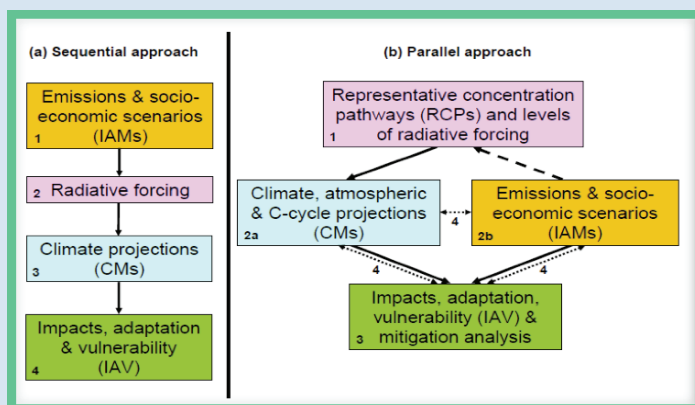 (a) Sequential approach
Emissions & socio-
economic scenarios
1 (IAMs)
2 Radiative forcing
Climate projections
3 (CMs)
Impacts, adaptation
& vulnerability
4 (IAV)
(b) Parallel approach
Representative concentration
pathways (RCPs) and levels
1 of radiative forcing
Climate, atmospheric
& C-cycle projections
2a (CMs)
4
Emissions & socio-
economic scenarios
2b (IAMs)
4
4
Impacts, adaptation,
vulnerability (IAV) &
3 mitigation analysis